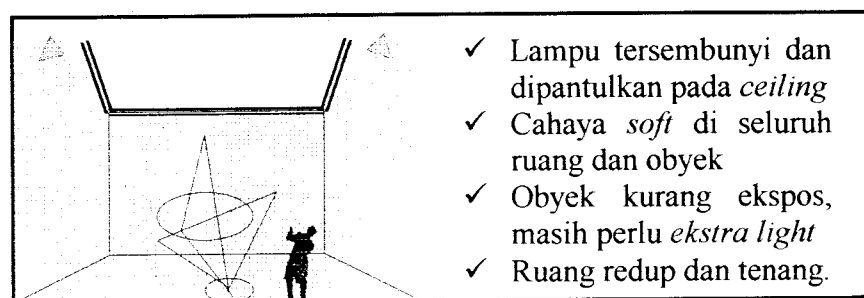 ✓ Lampu tersembunyi dan
dipantulkan pada ceiling
✓ Cahaya soft di seluruh
ruang dan obyek
✓ Obyek kurang ekspos,
masih perlu ekstra light
✓ Ruang redup dan tenang.